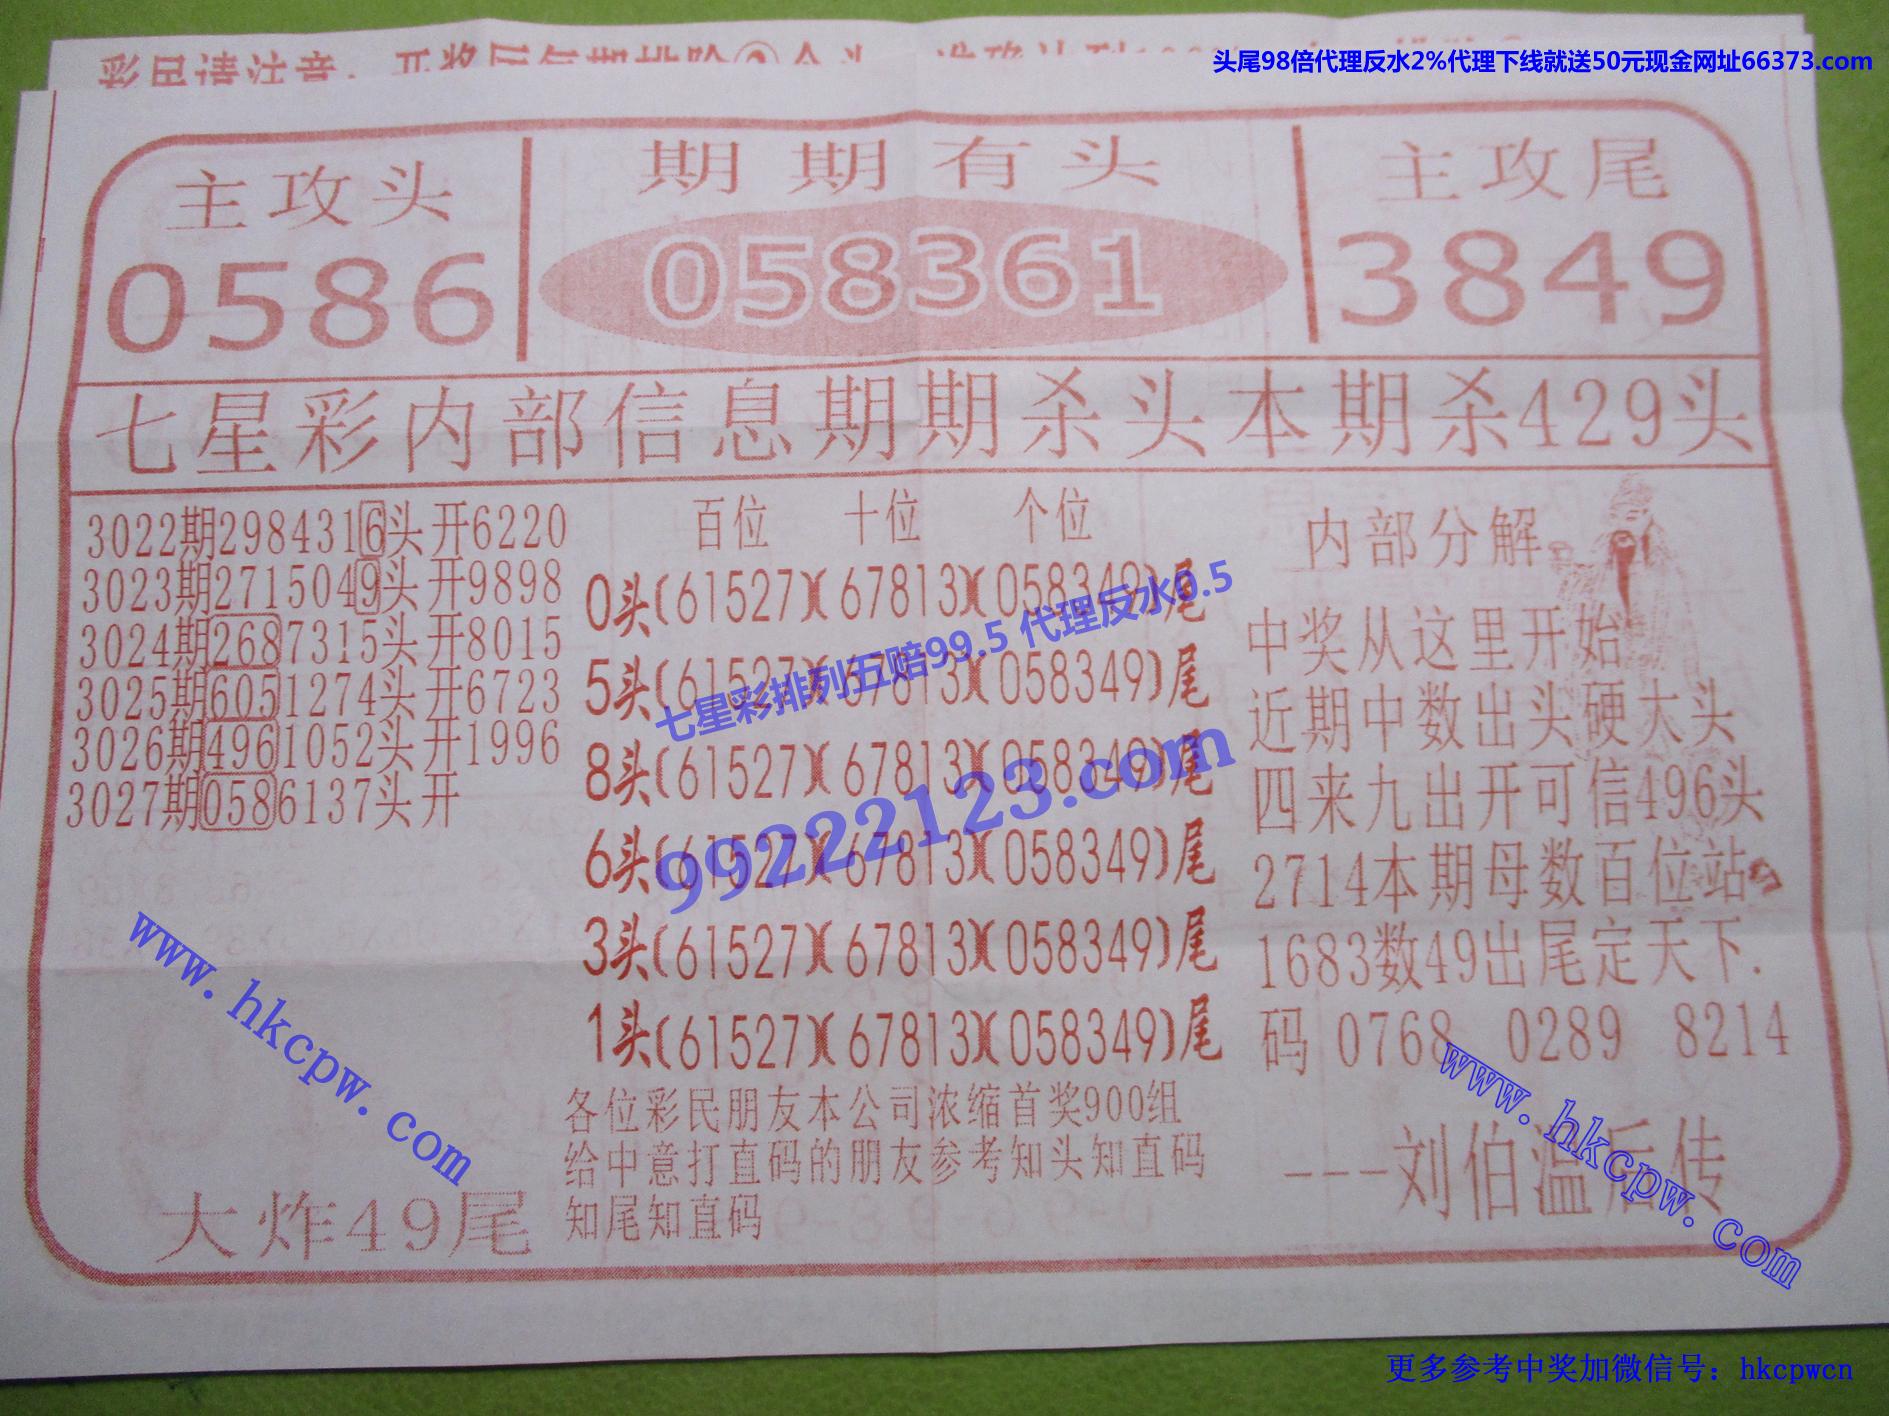 头尾98倍代理反水2%代理下线就送50元现金网址66373.com
彩民请注意：开奖历年期排除②个头
主攻头
0586
期期有头
058361
主攻尾
3849
七星彩内部信息期期杀头本期杀429头
3022期2984316头开6220
3023期2715049头开9898
3024期2687315头开8015
3025期6051274头开6723
3026期4961052头开1996
3027期0586137头开
大炸49尾
百位 十位 个位
0头(61527)(67813)(058349)尾
5头(61527)(67813)(058349)尾
8头(61527)(67813)(058349)尾
6头(61527)(67813)(058349)尾
3头(61527)(67813)(058349)尾
1头(61527)(67813)(058349)尾
各位彩民朋友本公司浓缩首奖900组
给中意打直码的朋友参考知头知直码
知尾知直码
内部分解
中奖从这里开始
近期中数出头硬大头
四来九出开可信496头
2714本期母数百位站
1683数49出尾定天下.
码 0768 0289 8214
---刘伯温后传
七星彩排列五赔99.5 代理反水0.5
99222123.com
www.hkcpw.com
www.hkcpw.com
更多参考中奖加微信号：hkcpwcn